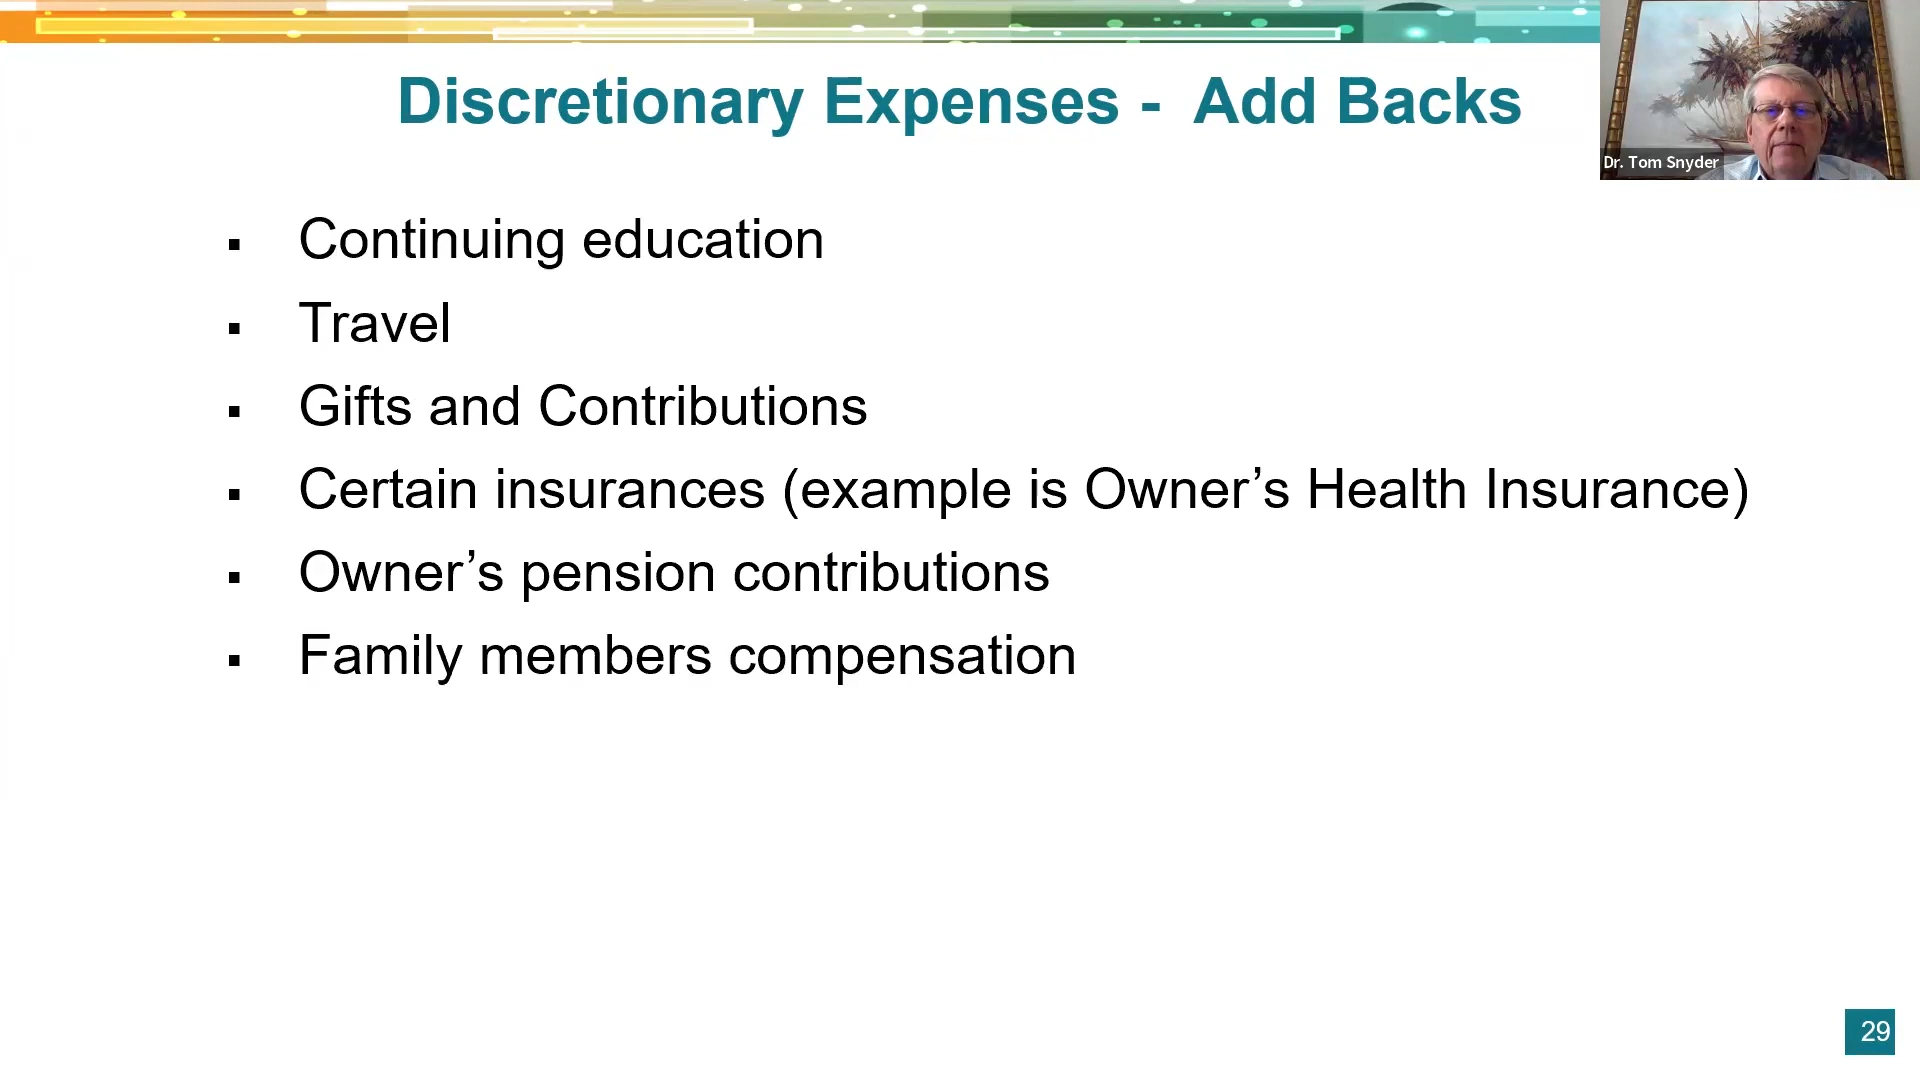 Discretionary Expenses -  Add Backs
Dr. Tom Snyder
▪ Continuing education
▪ Travel
▪ Gifts and Contributions
▪ Certain insurances (example is Owner’s Health Insurance)
▪ Owner’s pension contributions
▪ Family members compensation
29